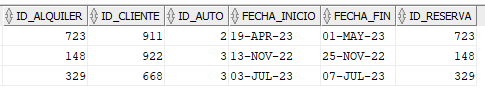 ID_ALQUILER ID_CLIENTE ID_AUTO FECHA_INICIO FECHA_FIN ID_RESERVA
723 911 2 19-APR-23 01-MAY-23 723
148 922 3 13-NOV-22 25-NOV-22 148
329 668 3 03-JUL-23 07-JUL-23 329